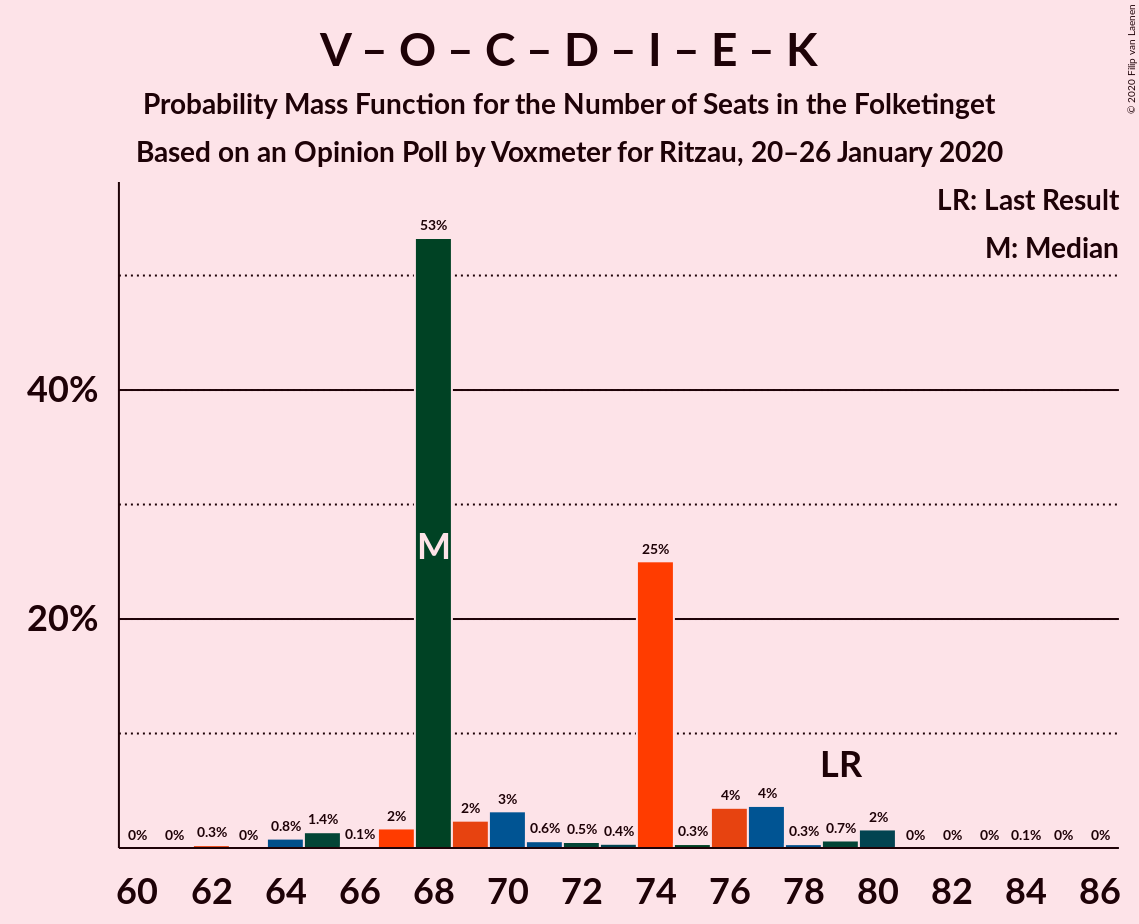 V – O – C – D – I – E – K
Probability Mass Function for the Number of Seats in the Folketinget
Based on an Opinion Poll by Voxmeter for Ritzau, 20–26 January 2020
© 2020 Filip van Laenen
LR: Last Result
M: Median
53%
40%
M
25%
20%
LR
0% 0% 0.3% 0% 0.8% 1.4% 0.1% 2% 2% 3% 0.6% 0.5% 0.4% 0.3% 4% 4% 0.3% 0.7% 2% 0% 0% 0% 0.1% 0% 0%
60 62 64 66 68 70 72 74 76 78 80 82 84 86